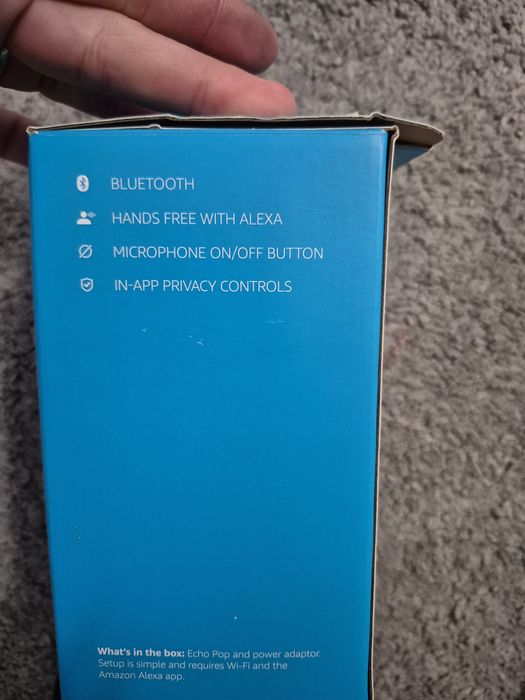 BLUETOOTH
HANDS FREE WITH ALEXA
MICROPHONE ON/OFF BUTTON
IN-APP PRIVACY CONTROLS
What's in the box: Echo Pop and power adaptor.
Setup is simple and requires Wi-Fi and the
Amazon Alexa app.